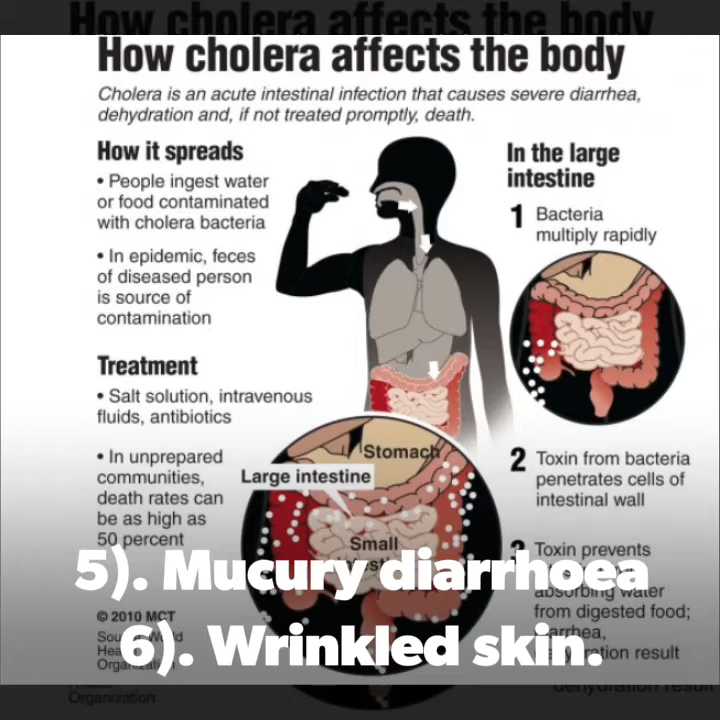 How cholera affects the body
How cholera affects the body
Cholera is an acute intestinal infection that causes severe diarrhea,
dehydration and, if not treated promptly, death.
How it spreads
• People ingest water
or food contaminated
with cholera bacteria
• In epidemic, feces
of diseased person
is source of
contamination
Treatment
• Salt solution, intravenous
fluids, antibiotics
• In unprepared
communities,
death rates can
be as high as
50 percent
© 2010 MCT
Stomach
Large intestine
Small
In the large
intestine
1 Bacteria
multiply rapidly
2 Toxin from bacteria
penetrates cells of
intestinal wall
Toxin prevents
absorbing water
from digested food;
result
5). Mucury diarrhoea
6). Wrinkled skin.
Organization
dehydration result